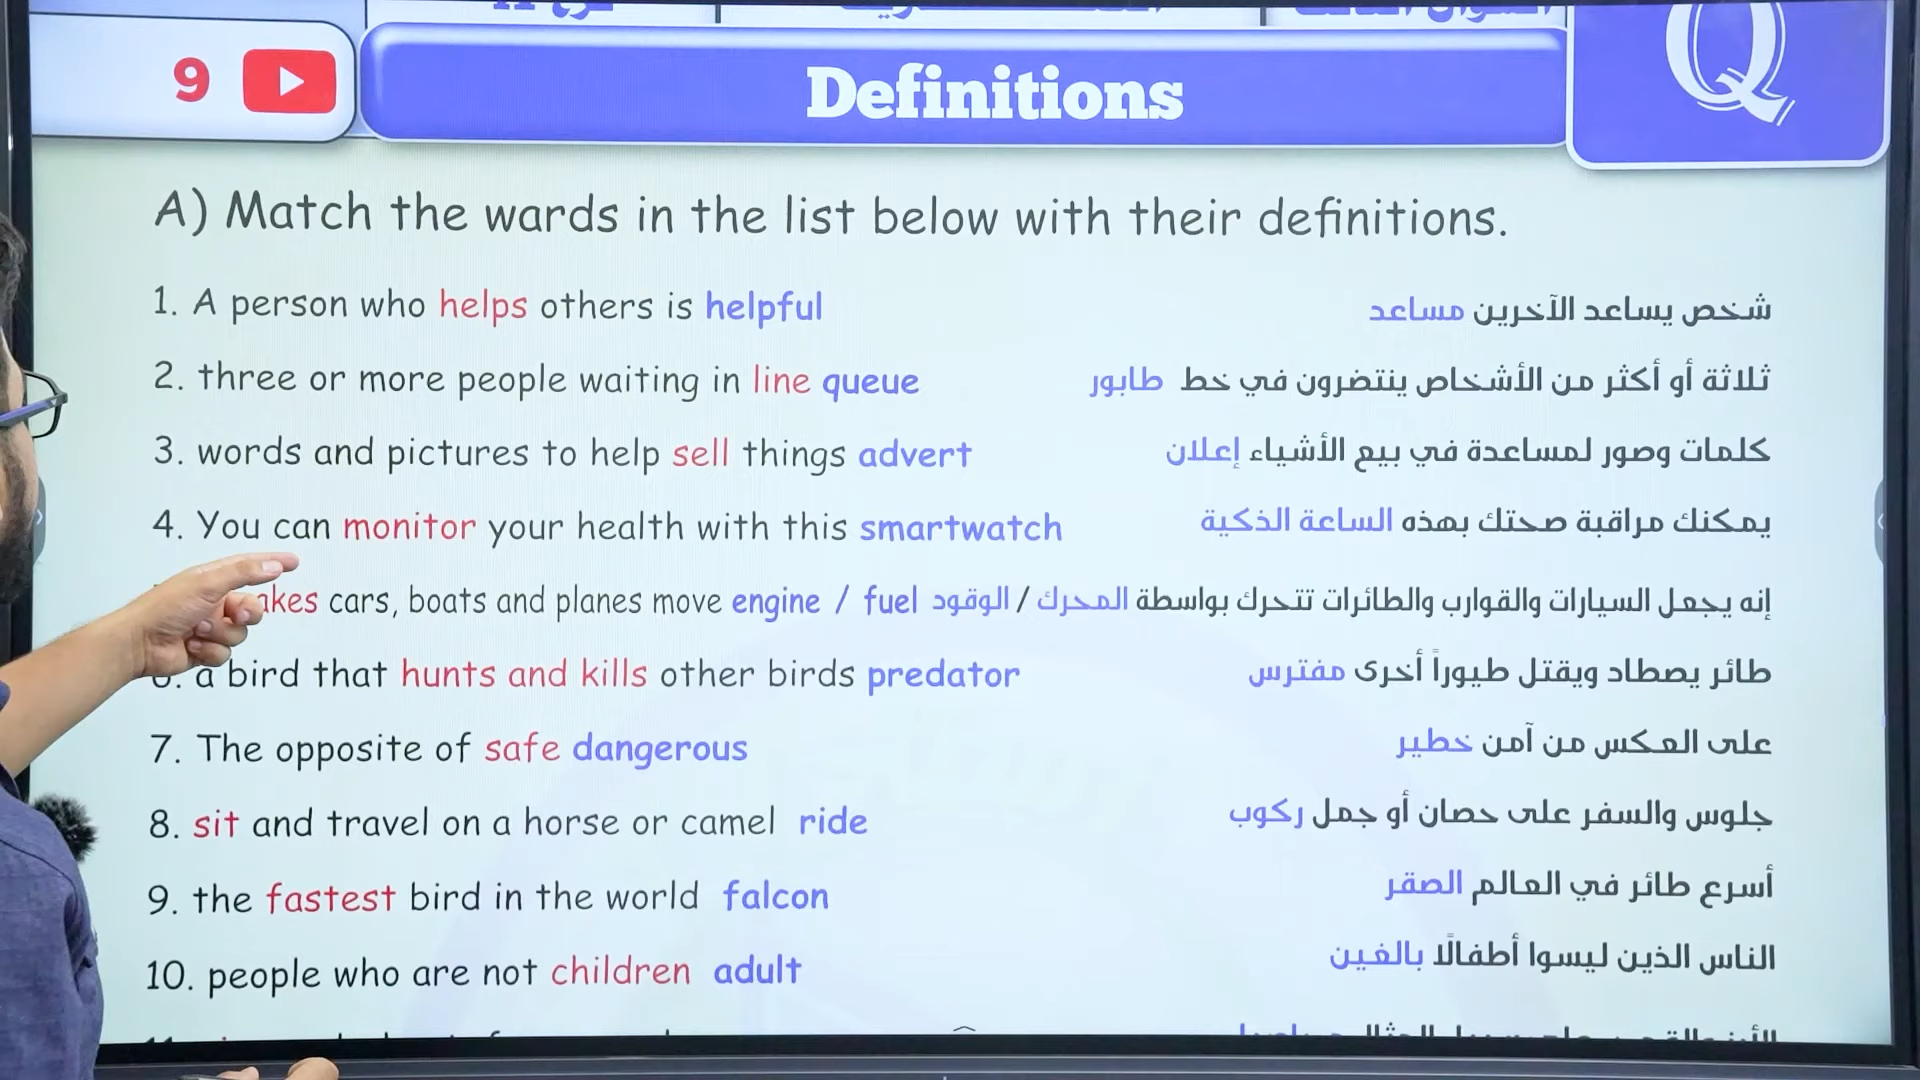 9
Definitions
Q
A) Match the wards in the list below with their definitions.
1. A person who helps others is helpful شخص يساعد الآخرين مساعد
2. three or more people waiting in line queue ثلاثة أو أكثر من الأشخاص ينتضرون في خط طابور
3. words and pictures to help sell things advert كلمات وصور لمساعدة في بيع الأشياء إعلان
4. You can monitor your health with this smartwatch يمكنك مراقبة صحتك بهذه الساعة الذكية
cars, boats and planes move engine / fuel إنه يجعل السيارات والقوارب والطائرات تتحرك بواسطة المحرك / الوقود
a bird that hunts and kills other birds predator طائر يصطاد ويقتل طيوراً أخرى مفترس
7. The opposite of safe dangerous على العكس من آمن خطير
8. sit and travel on a horse or camel ride جلوس والسفر على حصان أو جمل ركوب
9. the fastest bird in the world falcon أسرع طائر في العالم الصقر
10. people who are not children adult الناس الذين ليسوا أطفالًا بالغين